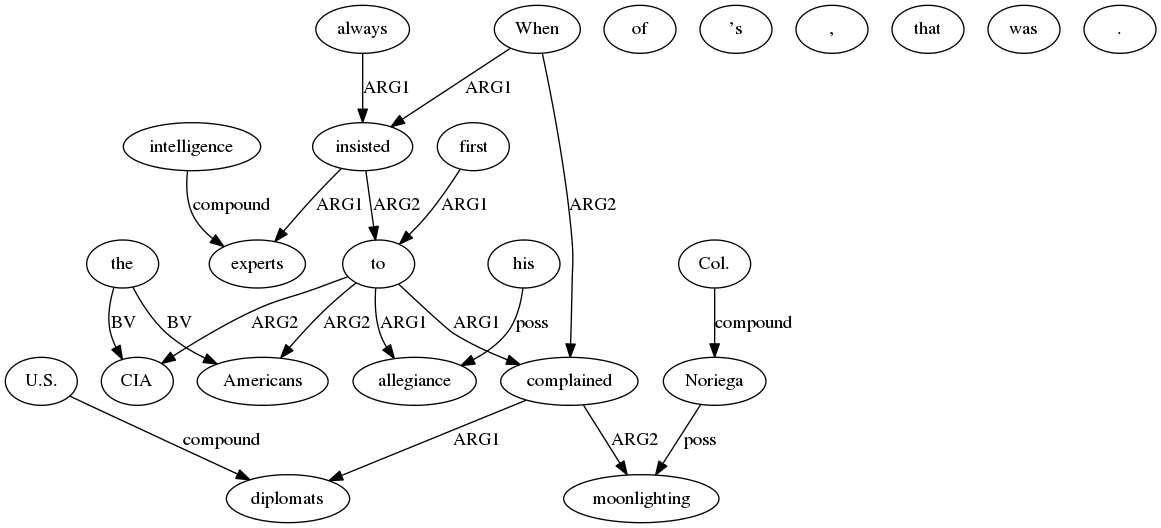 always When of 's , that was .
ARG1 ARG1
intelligence insisted first
compound ARG1 ARG2 ARG1 ARG2
the experts to his Col.
BV BV ARG2 ARG2 ARG1 ARG1 poss compound
U.S. CIA Americans allegiance complained Noriega
compound ARG1 ARG2 poss
diplomats moonlighting